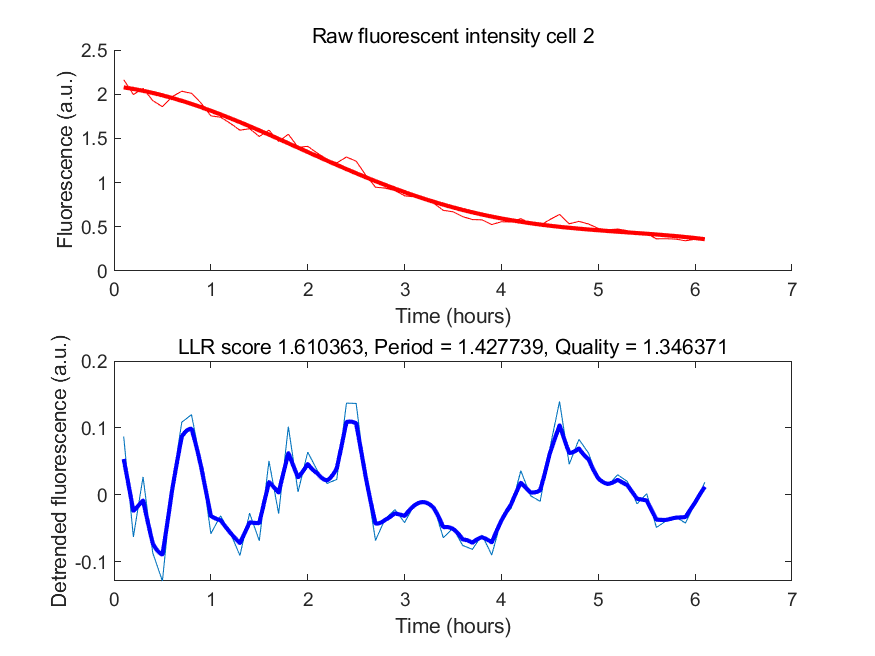 Raw fluorescent intensity cell 2
Fluorescence (a.u.)
2.5
2
1.5
1
0.5
0
0 1 2 3 4 5 6 7
Time (hours)
LLR score 1.610363, Period = 1.427739, Quality = 1.346371
Detrended fluorescence (a.u.)
0.2
0.1
0
-0.1
0 1 2 3 4 5 6 7
Time (hours)